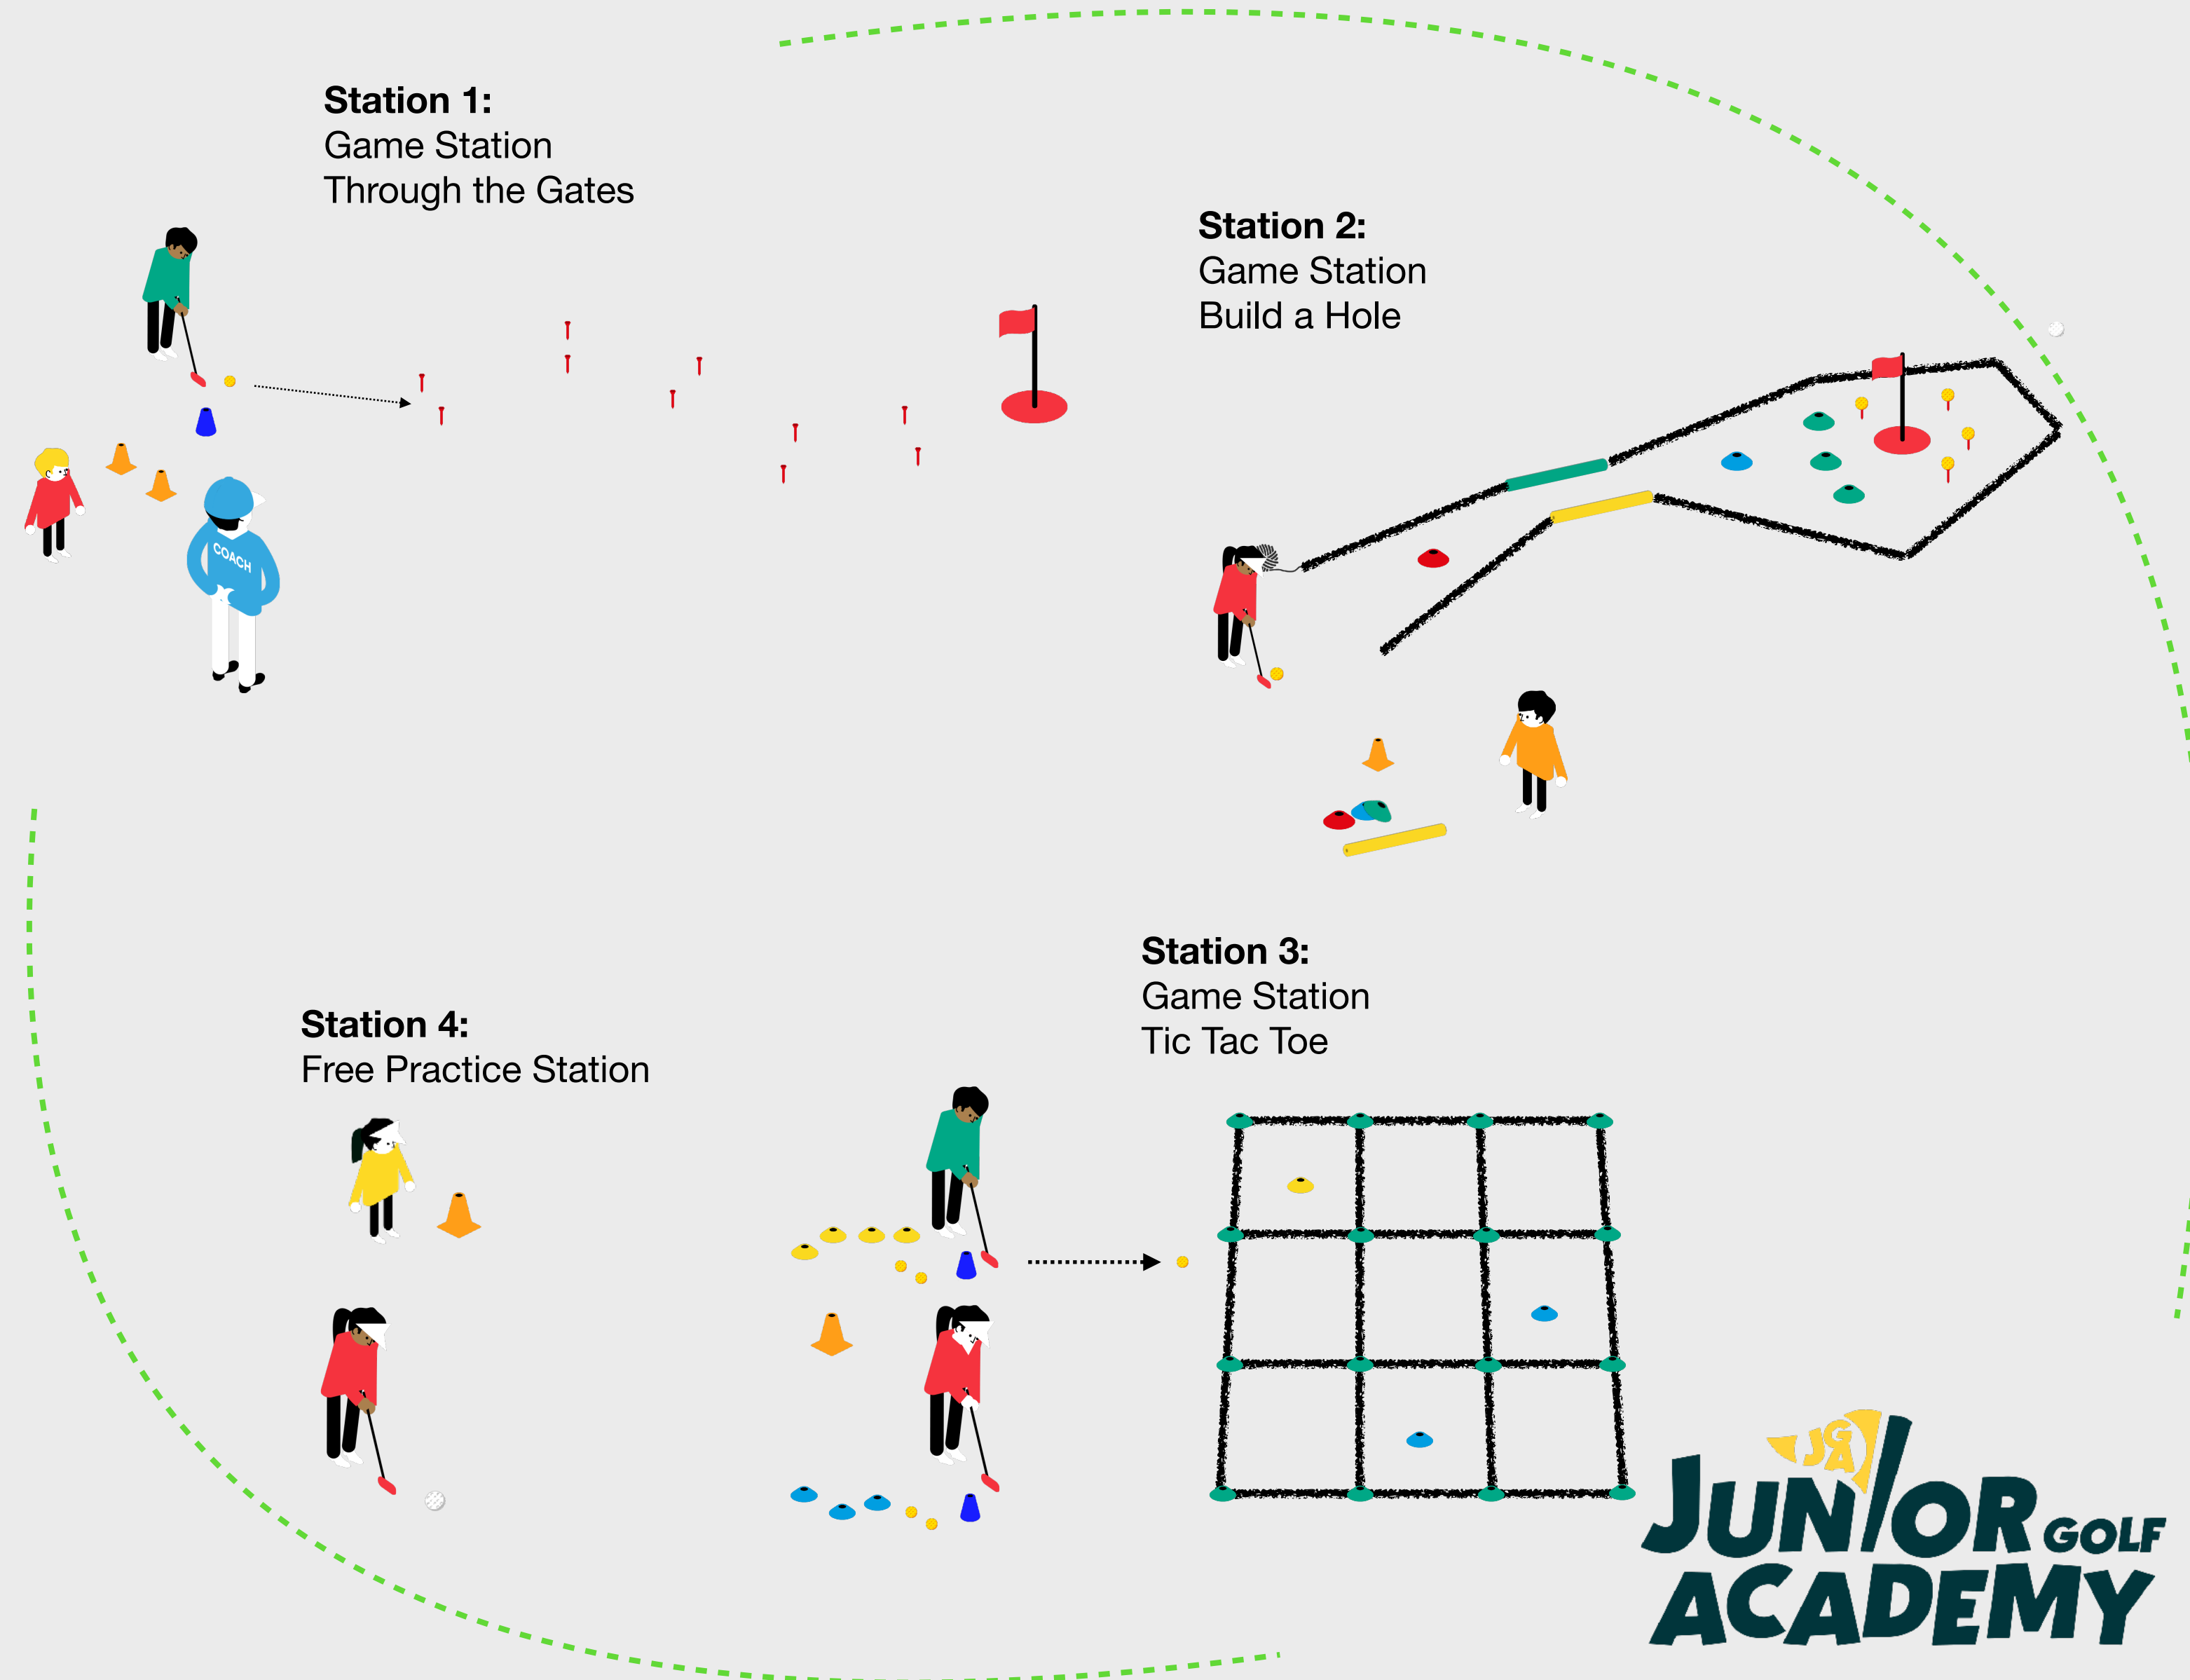 Station 1:
Game Station
Through the Gates
Station 2:
Game Station
Build a Hole
COACH
Station 3:
Game Station
Tic Tac Toe
Station 4:
Free Practice Station
JGA
JUNIOR GOLF
ACADEMY